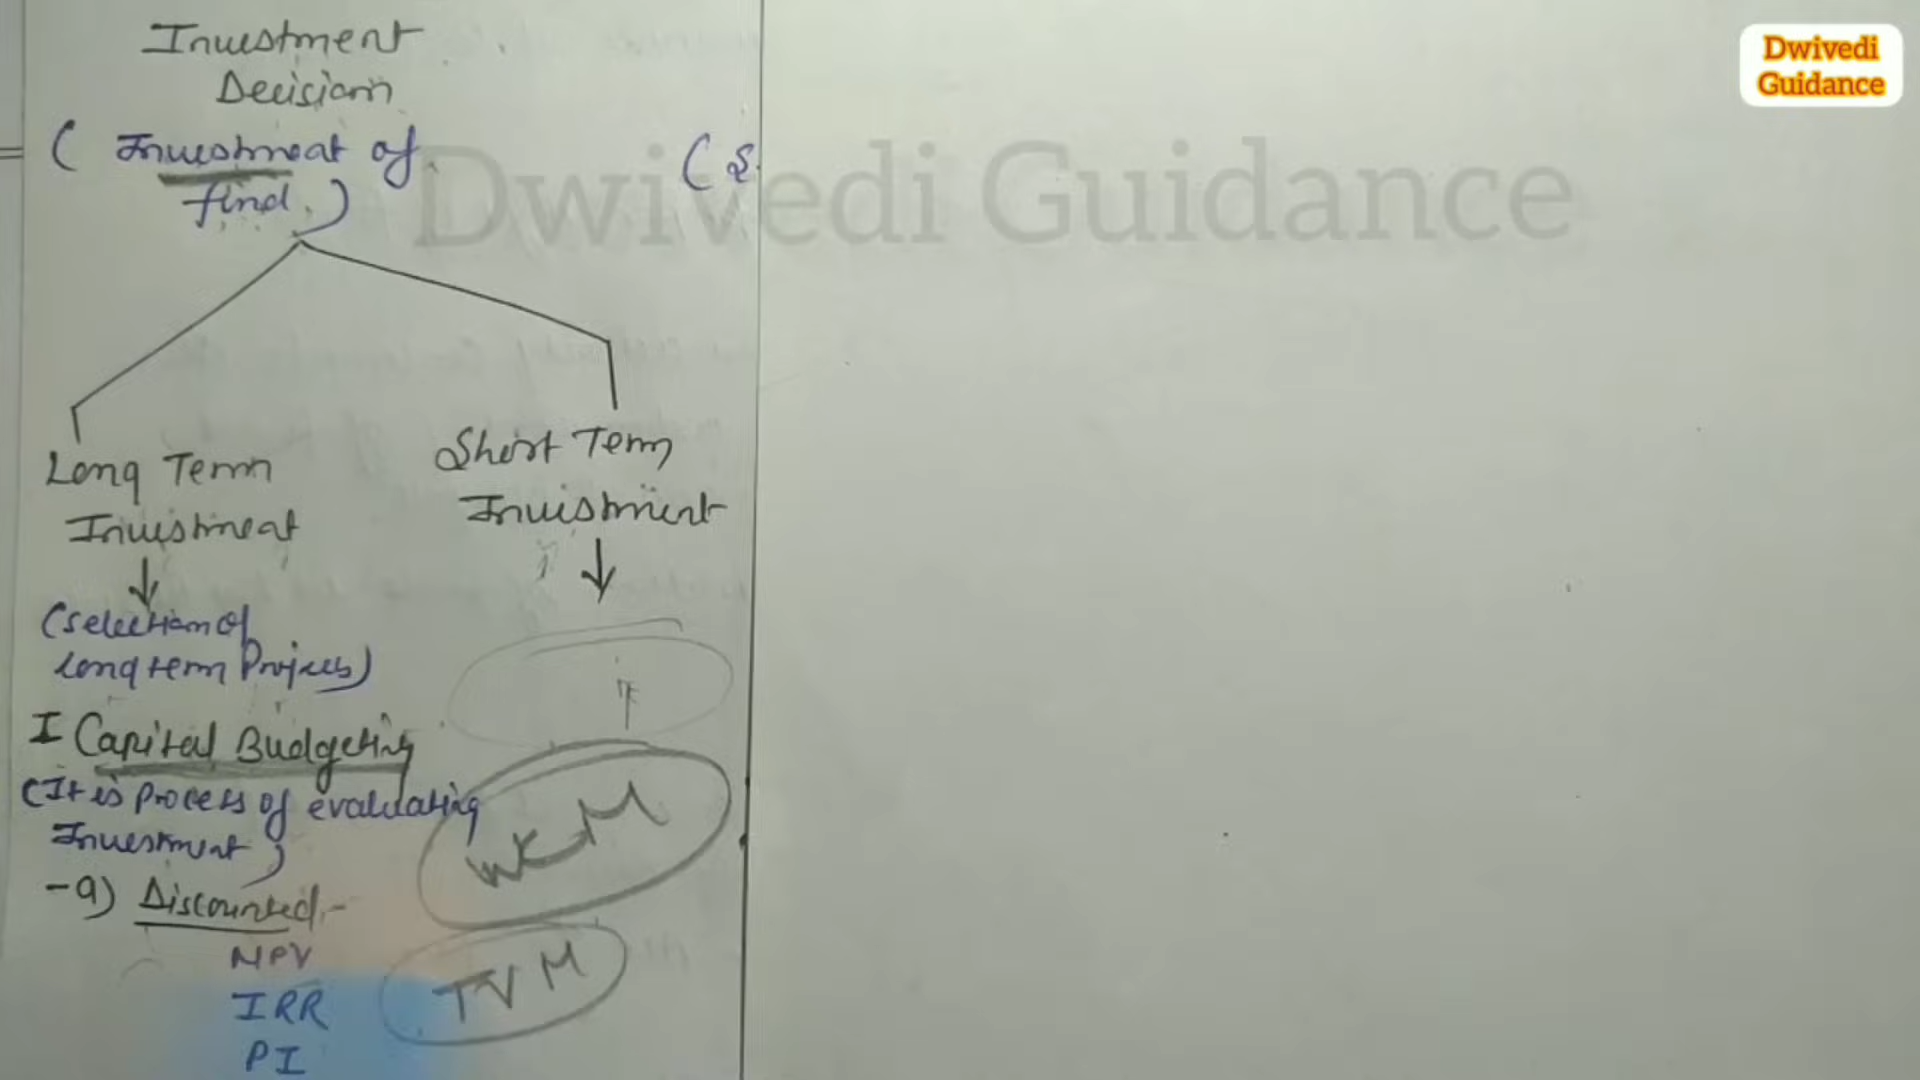 Investment
Decision
( Investment of
find. )
Dwivedi Guidance
Dwivedi
Guidance
Long Term
Investment
(selection of
long term Projects)
Short Term
Investment
I Capital Budgeting
(It is process of evaluating
Investment)
-a) Discounted:-
NPV
IRR
PI
WCM
TVM